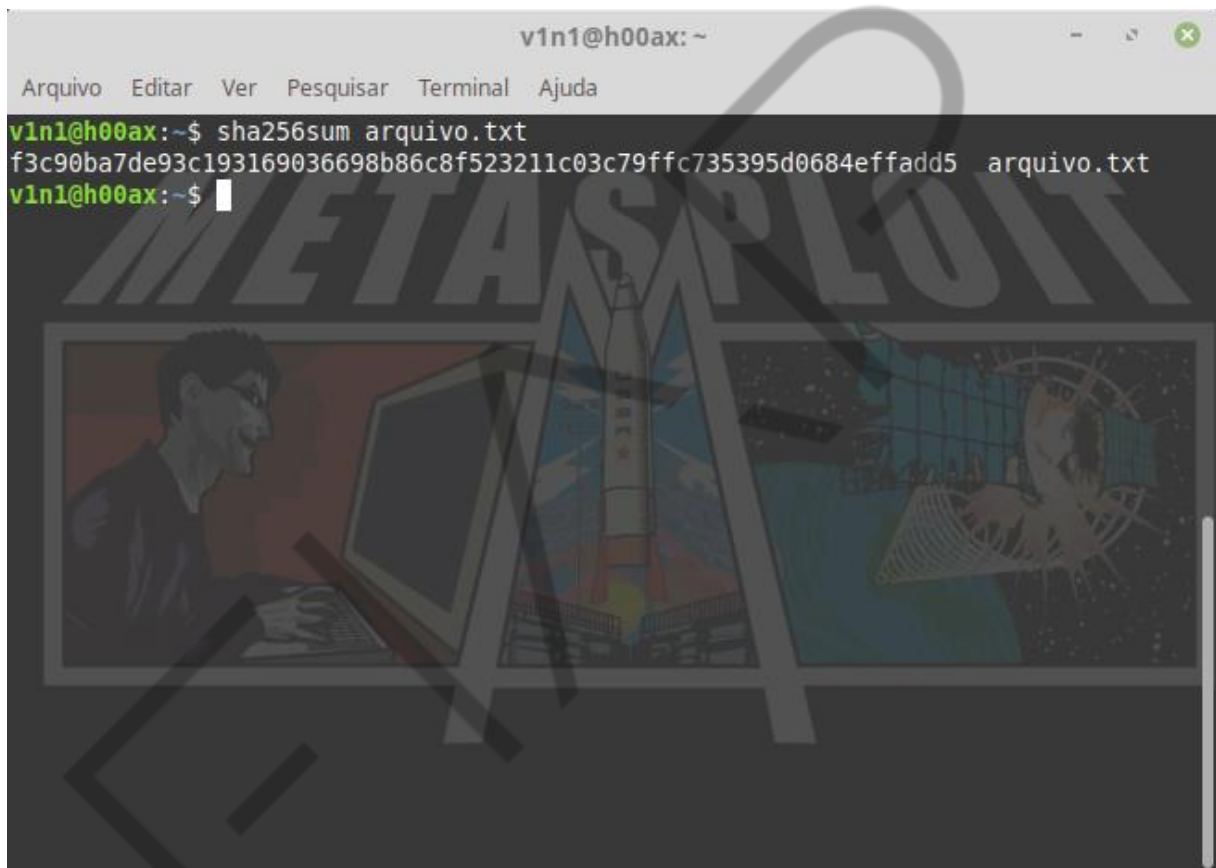 v1n1@h00ax: ~
Arquivo Editar Ver Pesquisar Terminal Ajuda
v1n1@h00ax:~$ sha256sum arquivo.txt
f3c90ba7de93c193169036698b86c8f523211c03c79ffc735395d0684effadd5  arquivo.txt
v1n1@h00ax:~$
METASPLOIT
FIAP